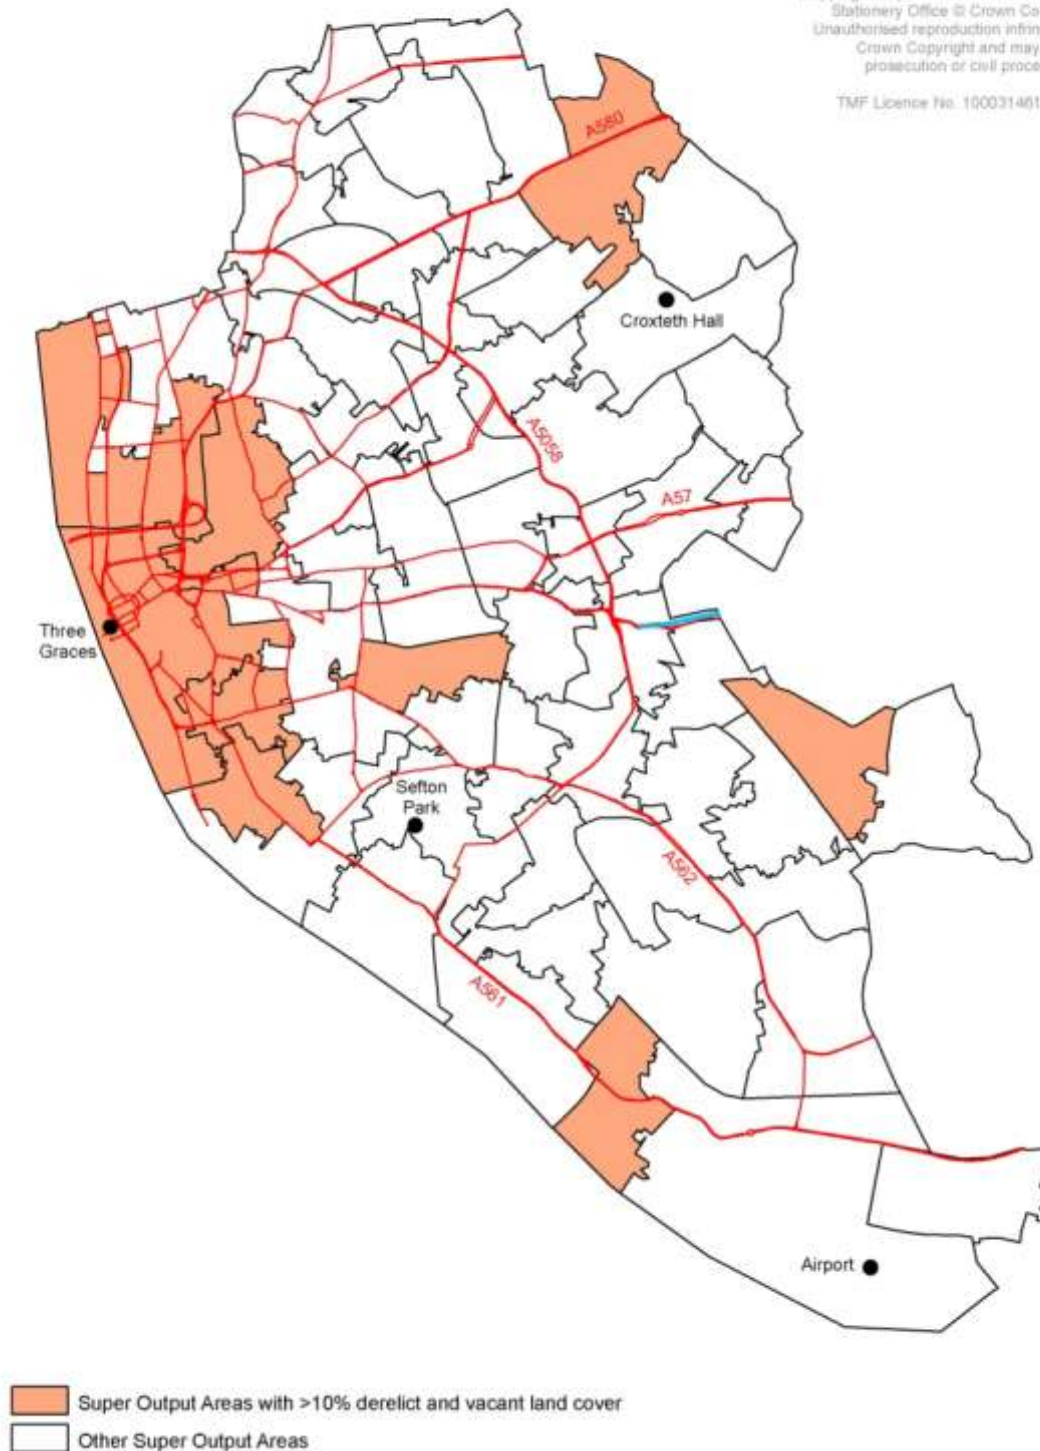 Stationery Office © Crown Co
Unauthorised reproduction infrin
Crown Copyright and may
prosecution or civil proce
TMF Licence No. 100031461
A580
Croxteth Hall
A5058
A57
Three
Graces
Sefton
Park
A562
A561
Airport
Super Output Areas with >10% derelict and vacant land cover
Other Super Output Areas